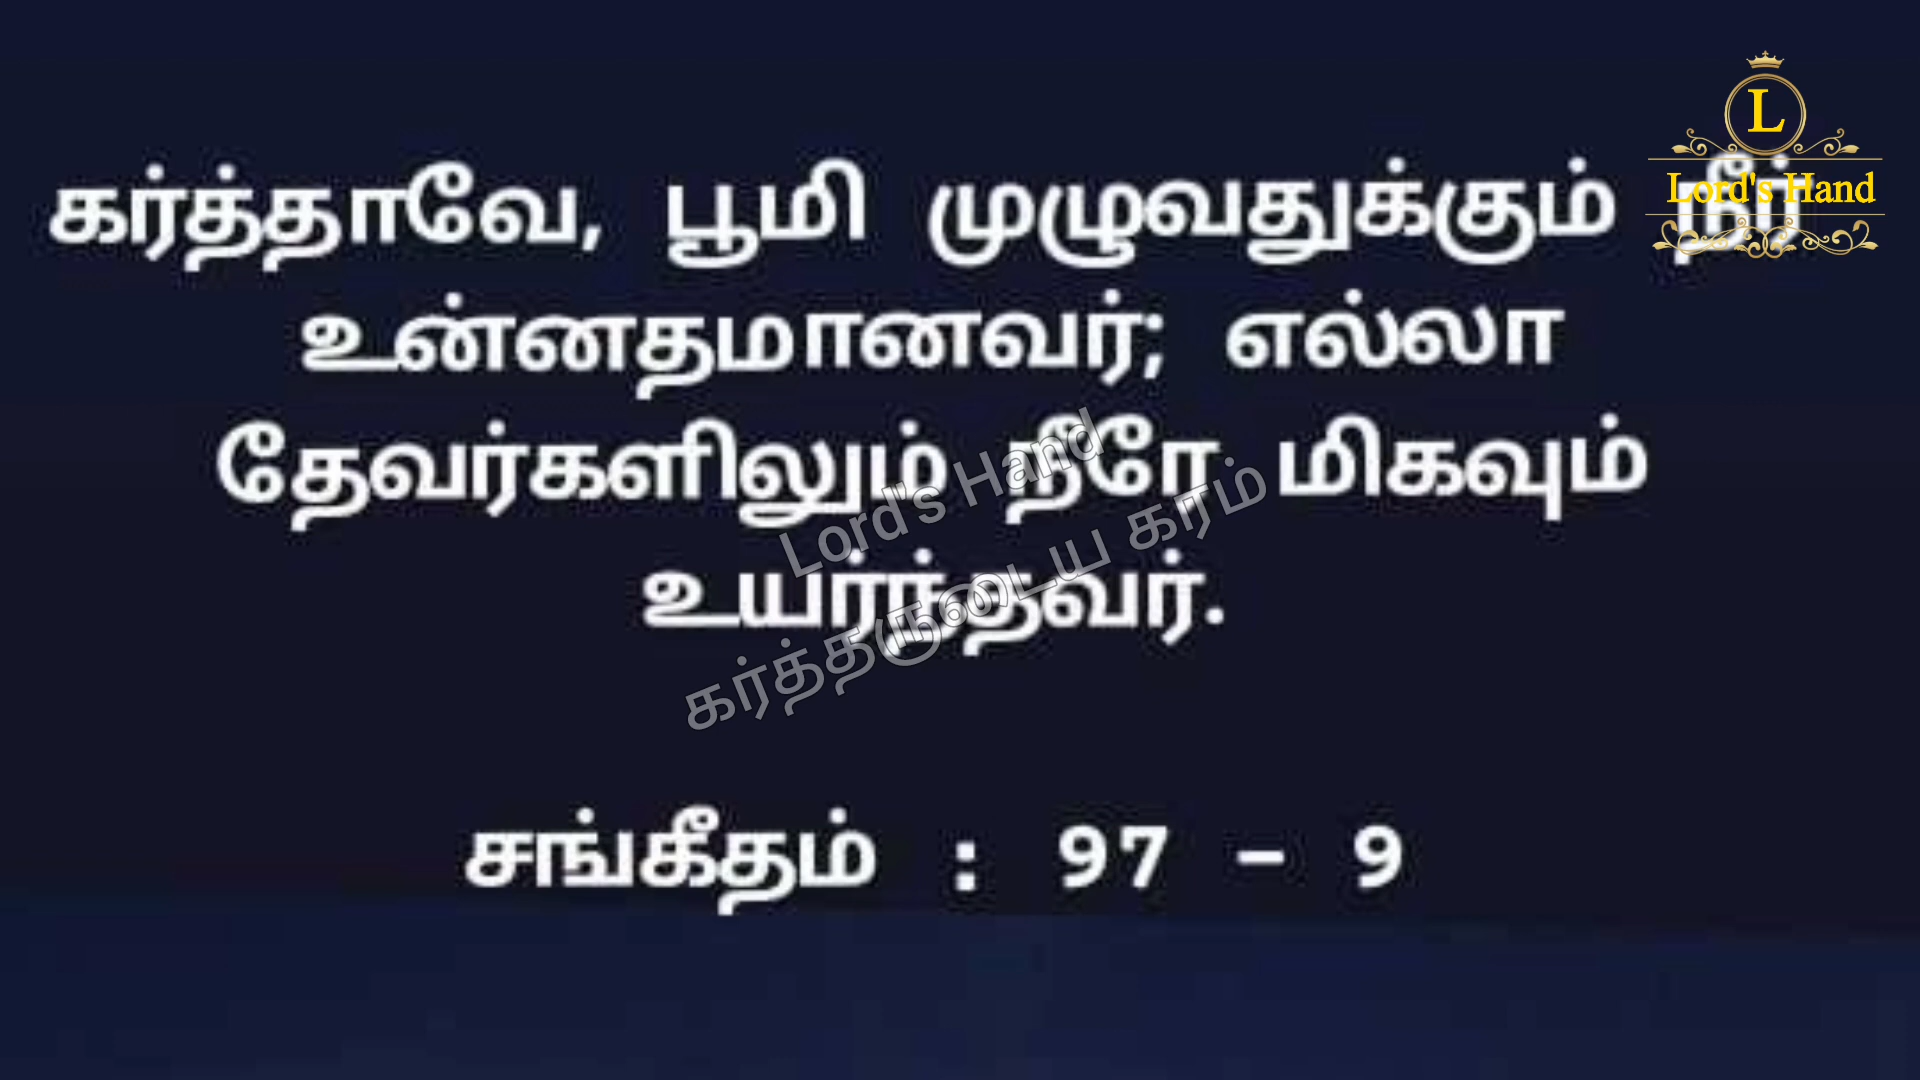 கர்த்தாவே, பூமி முழுவதுக்கும் நீர்
உன்னதமானவர்; எல்லா
தேவர்களிலும் நீரே மிகவும்
உயர்ந்தவர்.
சங்கீதம் : 97 - 9
L
Lord's Hand
Lord's Hand
கர்த்தருடைய கரம்